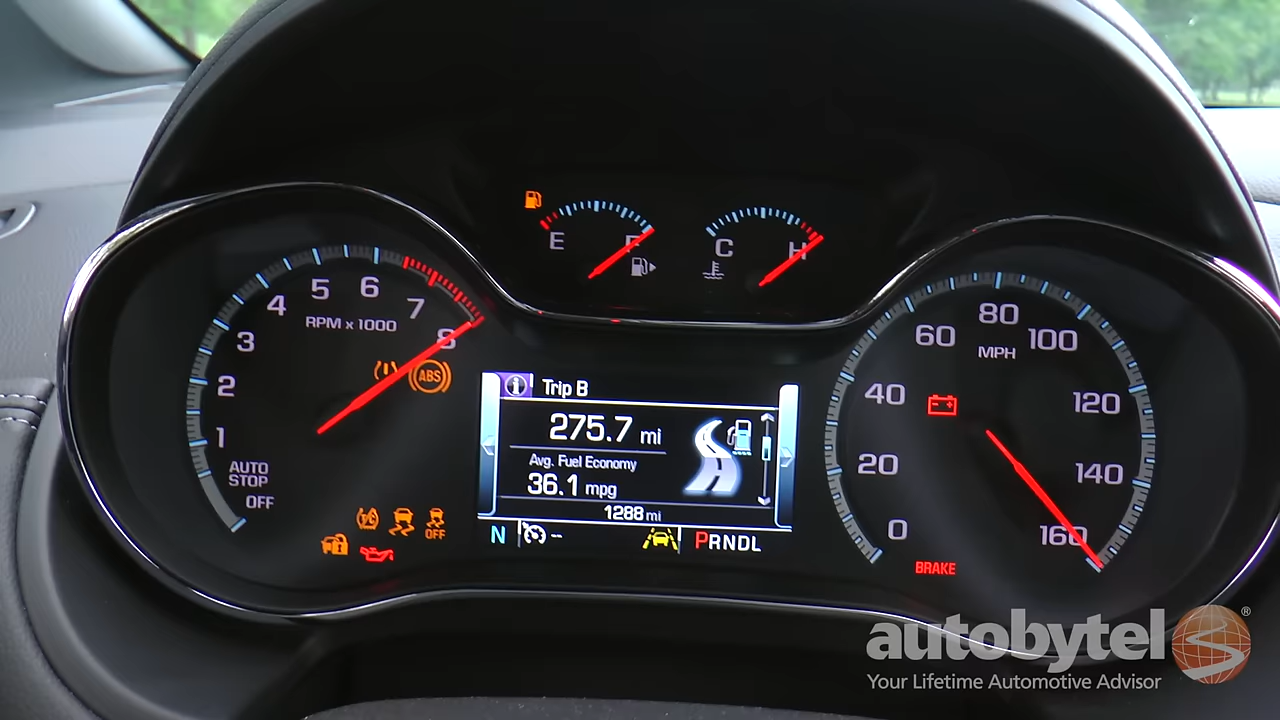 E
F
C
H
5
6
4
7
RPM x 1000
3
8
2
1
AUTO
STOP
OFF
ABS
T/C
OFF
i Trip B
275.7 mi
Avg. Fuel Economy
36.1 mpg
1288 mi
N -- PRNDL
80
60
100
MPH
40
120
20
140
0
160
BRAKE
autobytel ®
Your Lifetime Automotive Advisor